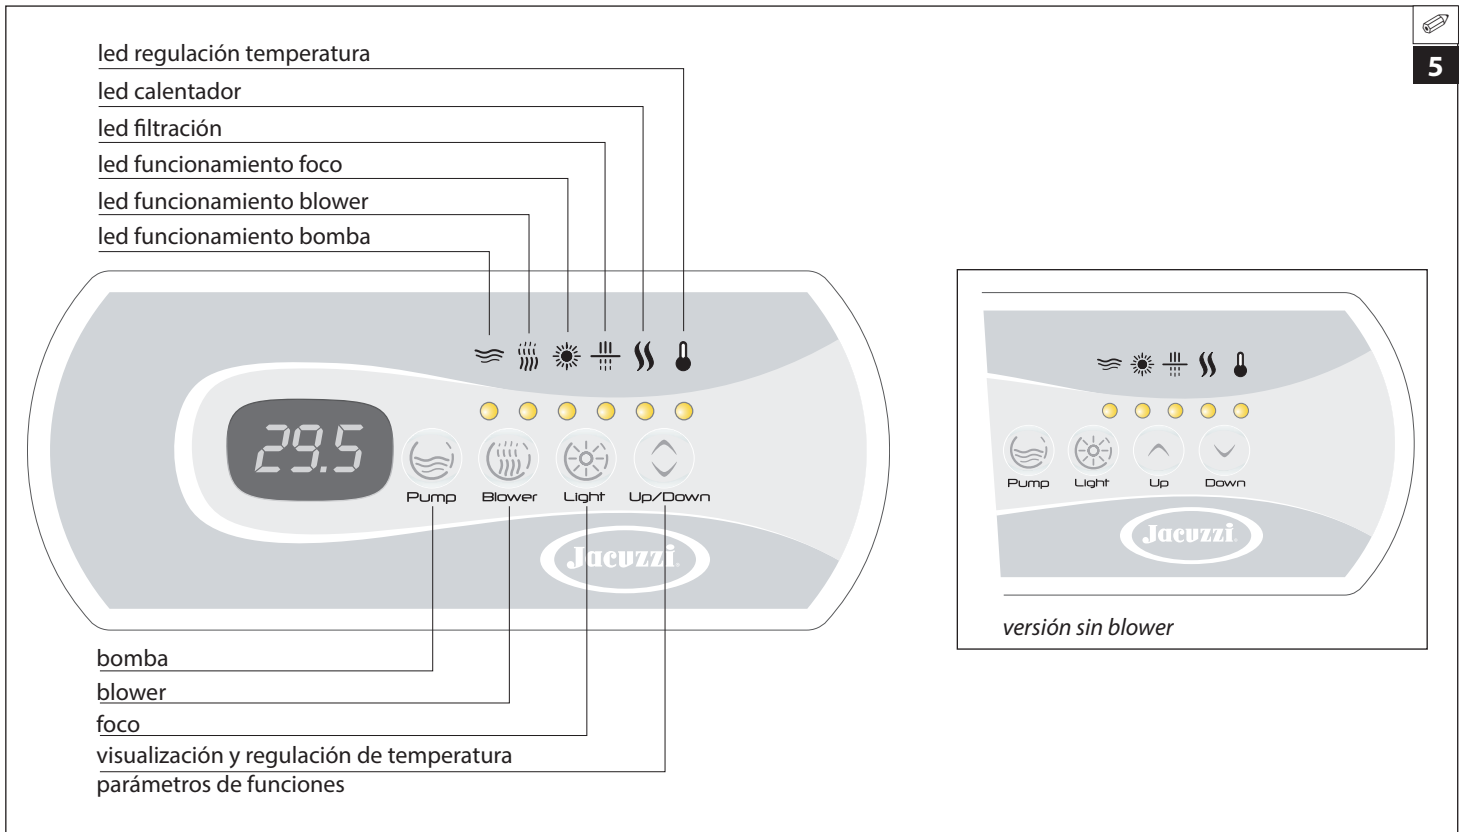 5
led regulación temperatura
led calentador
led filtración
led funcionamiento foco
led funcionamiento blower
led funcionamiento bomba
29.5
Pump Blower Light Up/Down
Jacuzzi
bomba
blower
foco
visualización y regulación de temperatura
parámetros de funciones
Pump Light Up Down
Jacuzzi
versión sin blower